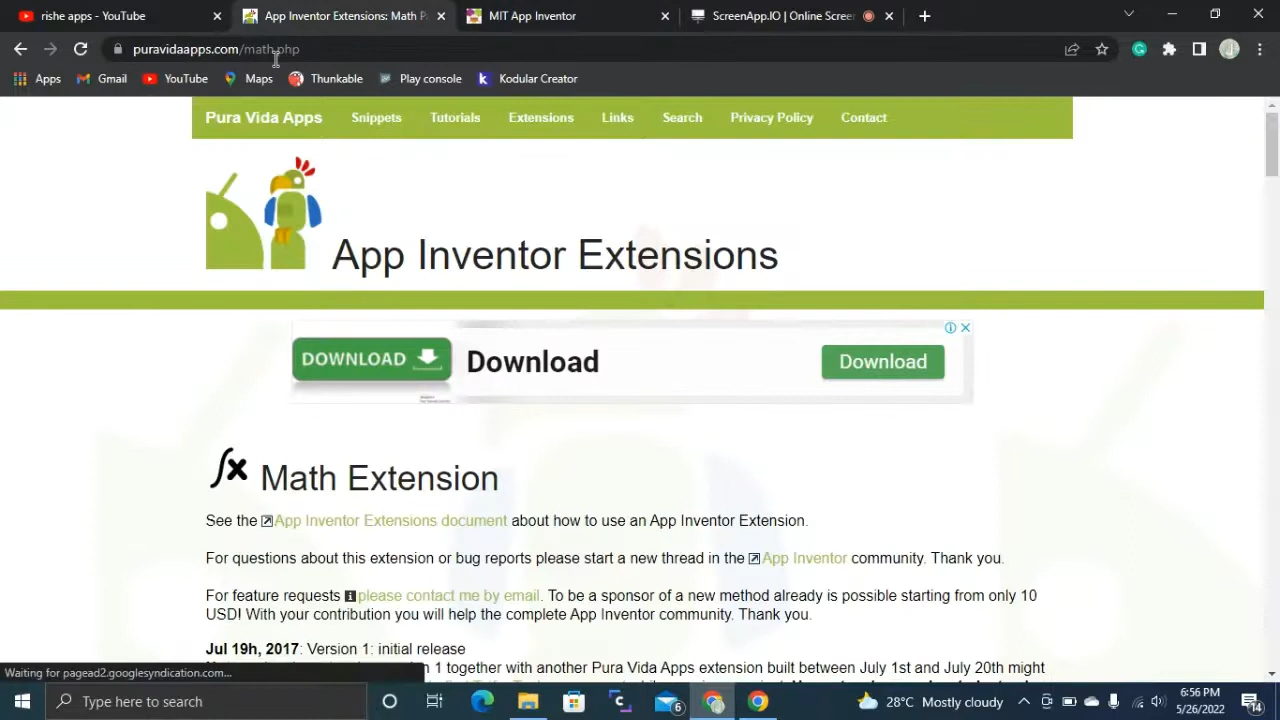 rishe apps - YouTube
App Inventor Extensions: Math P
MIT App Inventor
ScreenApp.IO | Online Scree
puravidaapps.com/math.php
Apps
Gmail
YouTube
Maps
Thunkable
Play console
Kodular Creator
Pura Vida Apps
Snippets
Tutorials
Extensions
Links
Search
Privacy Policy
Contact
App Inventor Extensions
DOWNLOAD
Download
Download
Math Extension
See the App Inventor Extensions document about how to use an App Inventor Extension.
For questions about this extension or bug reports please start a new thread in the App Inventor community. Thank you.
For feature requests please contact me by email. To be a sponsor of a new method already is possible starting from only 10
USD! With your contribution you will help the complete App Inventor community. Thank you.
Jul 19h, 2017: Version 1: initial release
Waiting for pagead2.googlesyndication.com...
1 together with another Pura Vida Apps extension built between July 1st and July 20th might
Type here to search
6
28°C Mostly cloudy
6:56 PM
5/26/2022
14